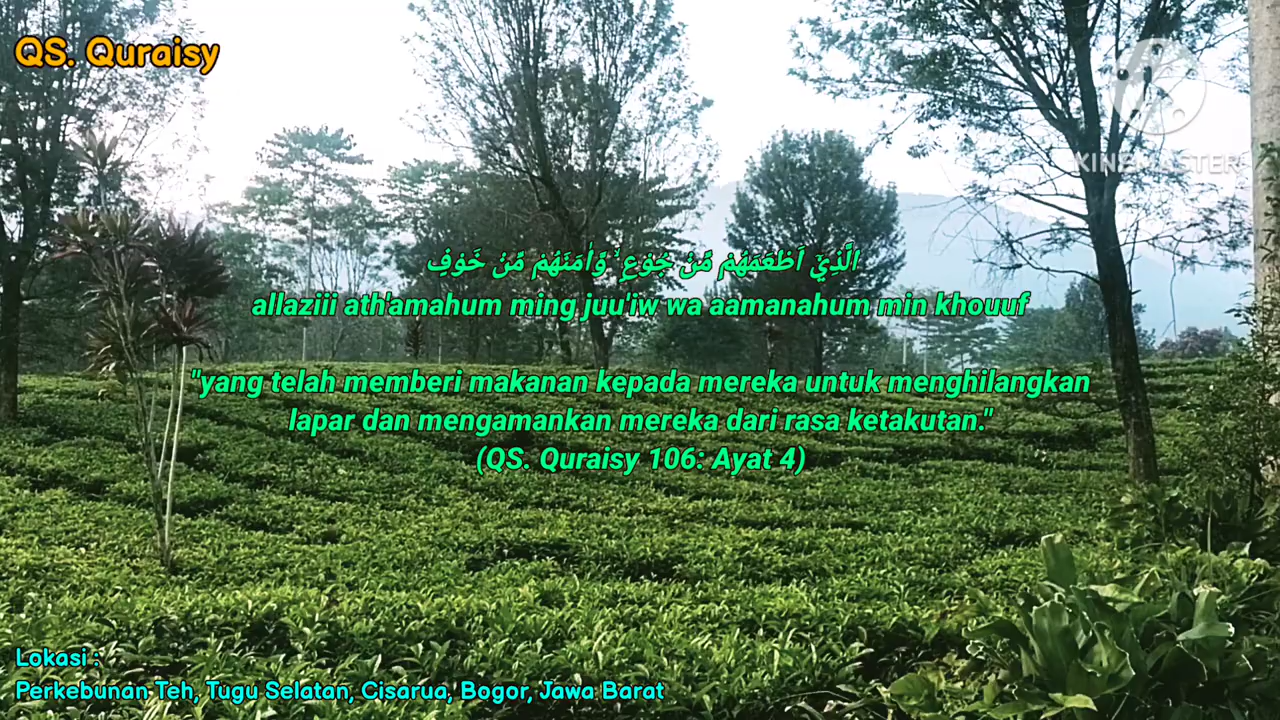 QS. Quraisy
KINEMASTER
الَّذِيْٓ اَطْعَمَهُمْ مِّنْ جُوْعٍ ۙ وَّاٰمَنَهُمْ مِّنْ خَوْفٍ
allaziii ath'amahum ming juu'iw wa aamanahum min khouuf
"yang telah memberi makanan kepada mereka untuk menghilangkan
lapar dan mengamankan mereka dari rasa ketakutan."
(QS. Quraisy 106: Ayat 4)
Lokasi :
Perkebunan Teh, Tugu Selatan, Cisarua, Bogor, Jawa Barat